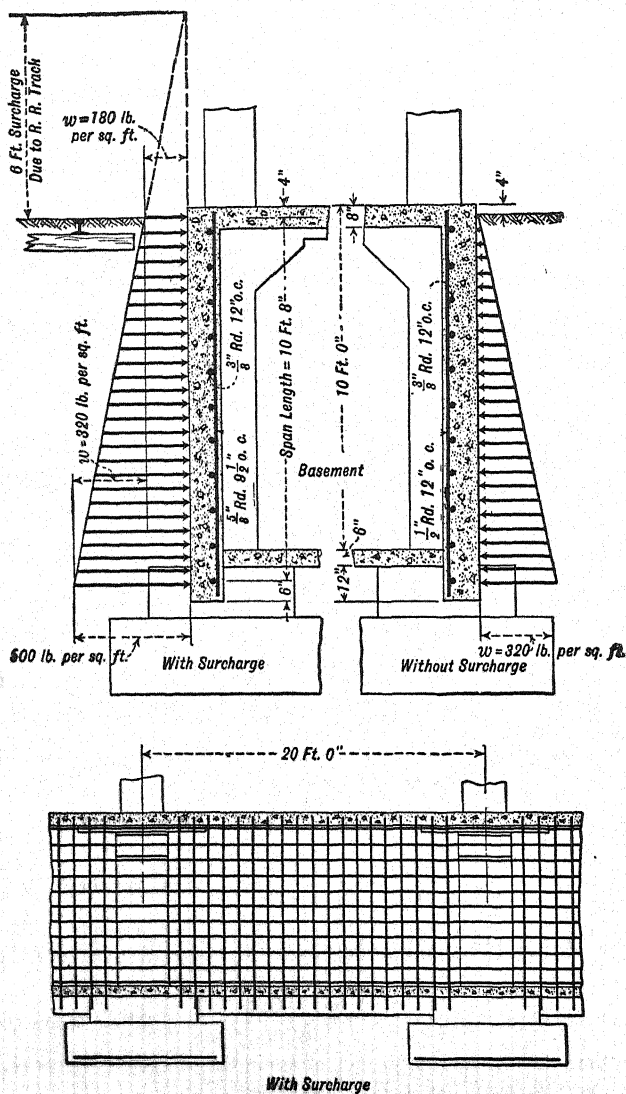 6 Ft. Surcharge
Due to R. R. Track
w=180 lb.
per sq. ft.
4"
8"
4"
w=320 lb. per sq. ft.
3/8" Rd. 12" o.c.
5/8" Rd. 9 1/2" o.c.
Span Length = 10 Ft. 8"
10 Ft. 0"
3/8" Rd. 12" o.c.
1/2" Rd. 12" o.c.
Basement
6"
6"
12"
500 lb. per sq. ft.
With Surcharge
Without Surcharge
w=320 lb. per sq. ft.
20 Ft. 0"
With Surcharge